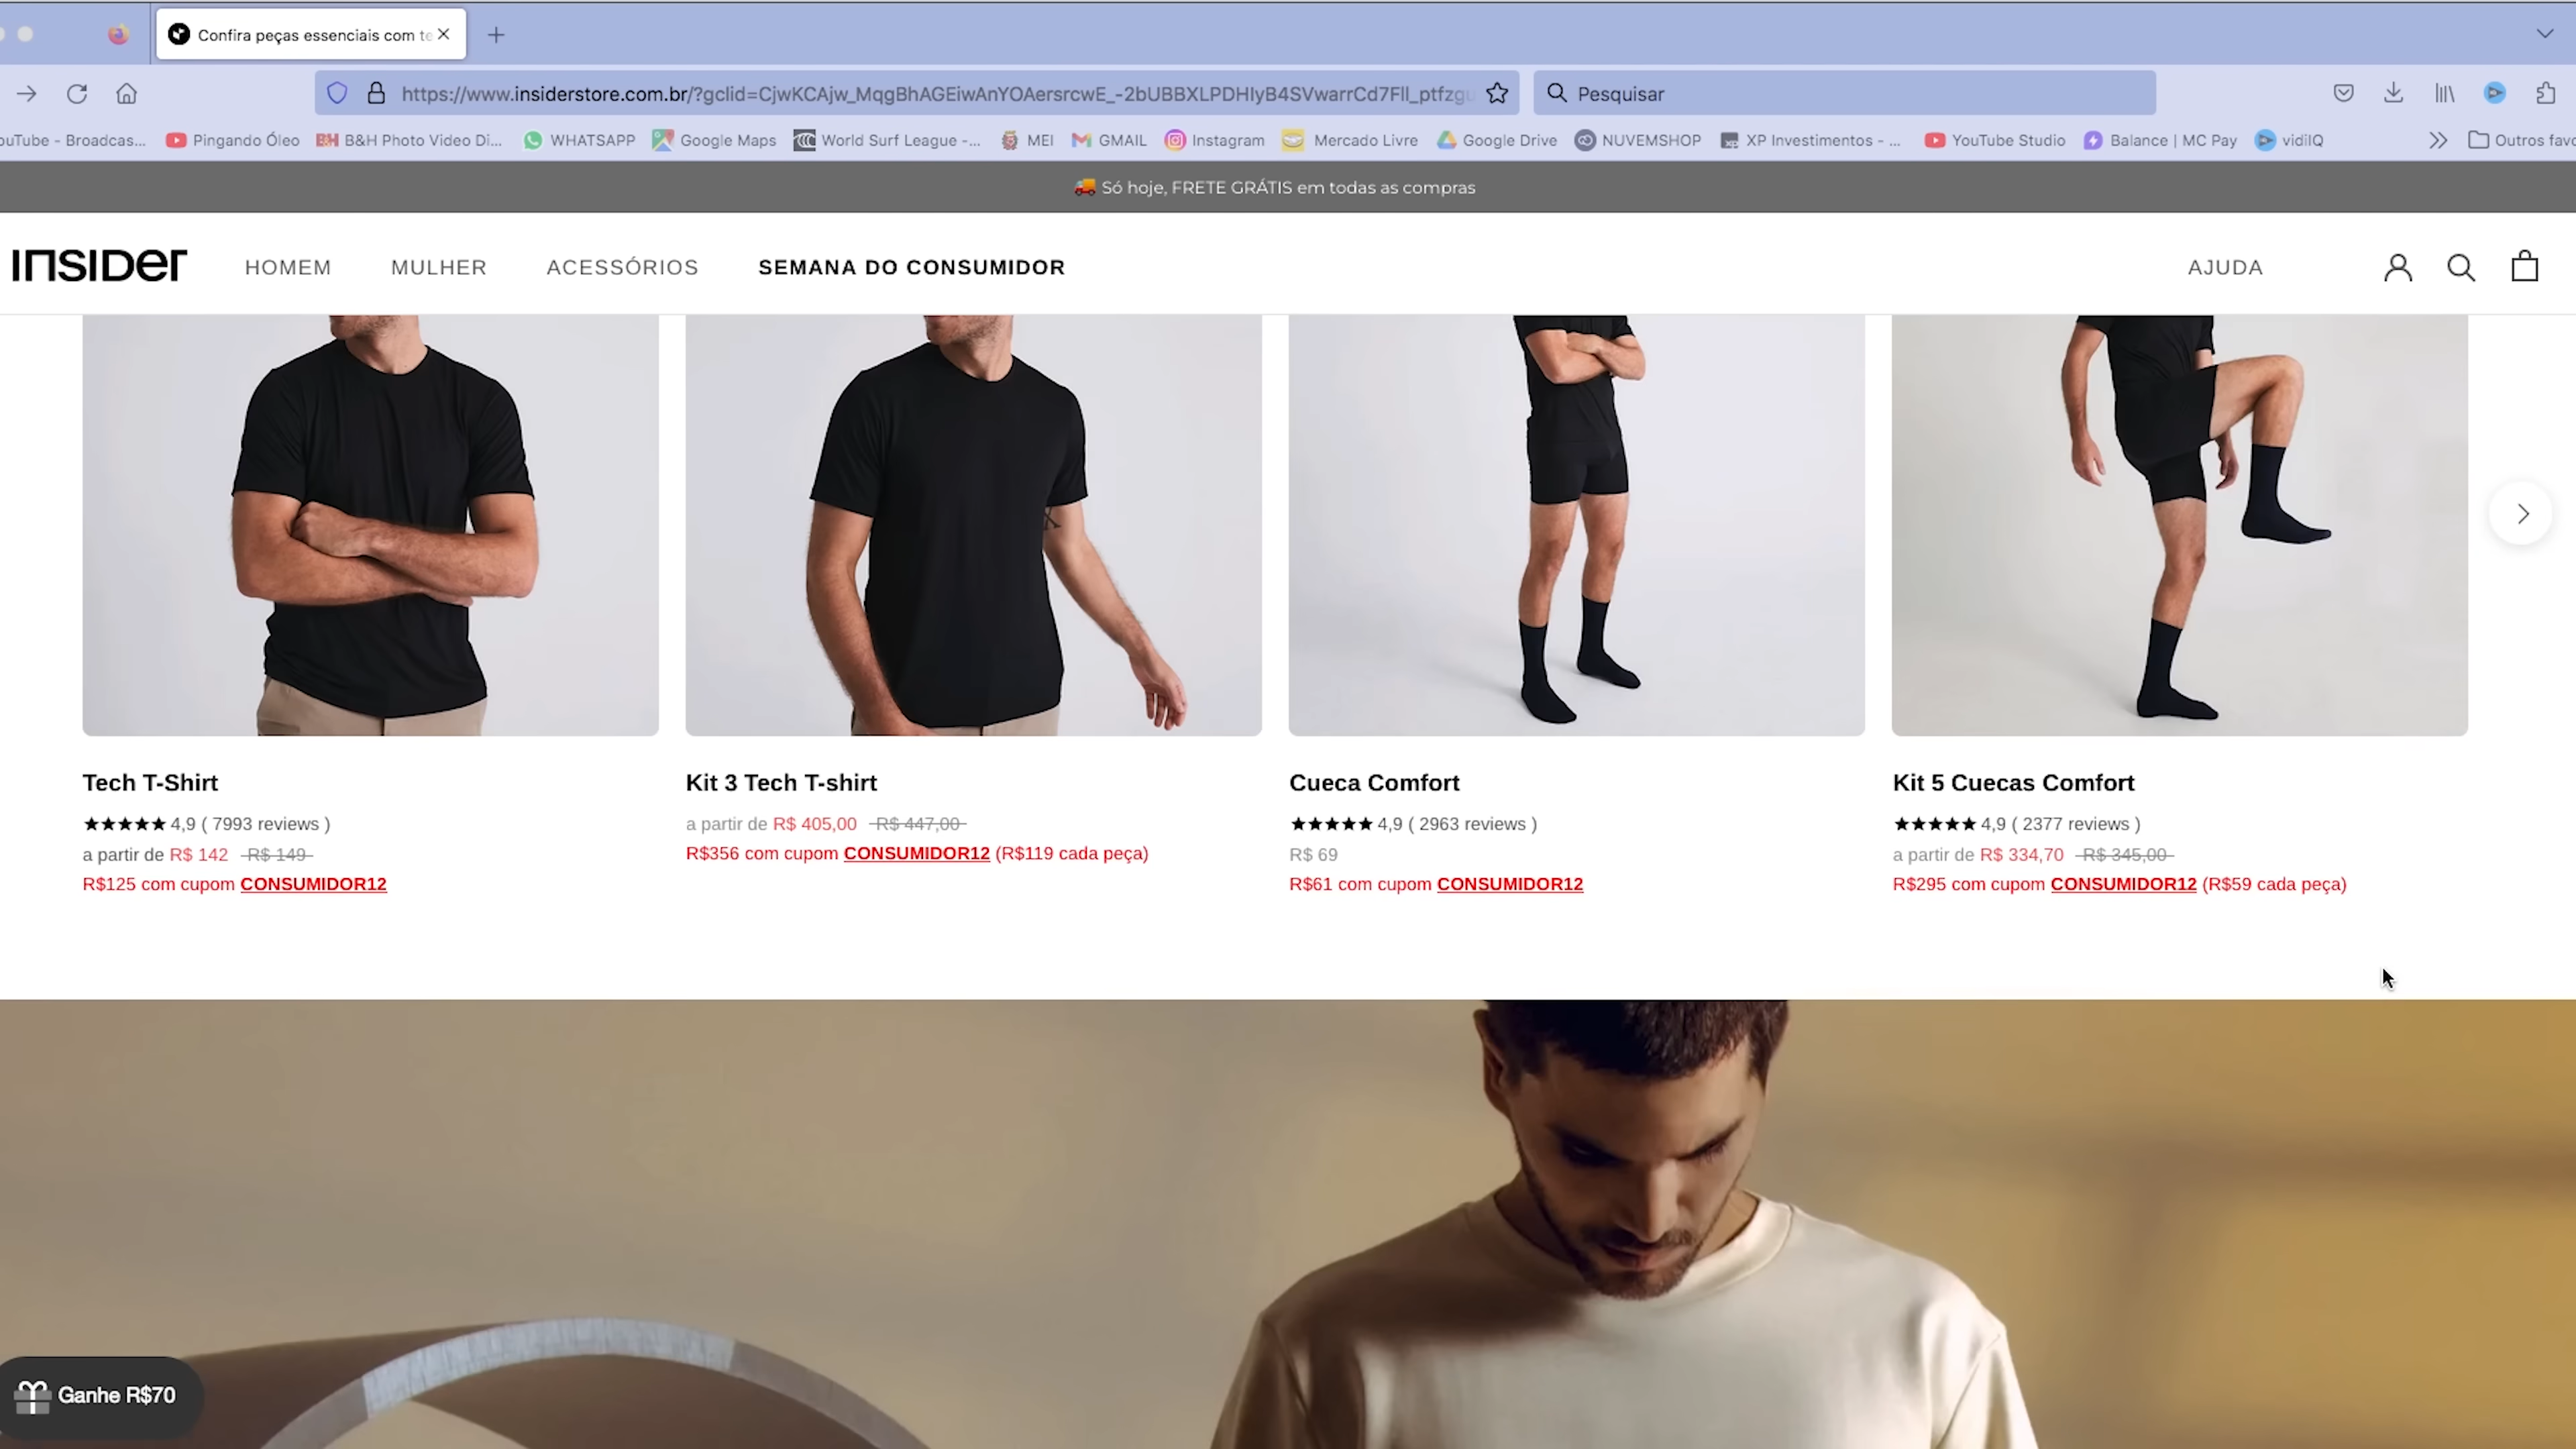 Confira peças essenciais com te
https://www.insiderstore.com.br/?gclid=CjwKCAjw_MqgBhAGEiwAnYOAersrcwE_-2bUBBXLPDHIyB4SVwarrCd7Fll_ptfzgu
Pesquisar
ouTube - Broadcas... Pingando Óleo B&H Photo Video Di... WHATSAPP Google Maps World Surf League -... MEI GMAIL Instagram Mercado Livre Google Drive NUVEMSHOP XP Investimentos - ... YouTube Studio Balance | MC Pay vidiIQ Outros favo
Só hoje, FRETE GRÁTIS em todas as compras
INSIDER HOMEM MULHER ACESSÓRIOS SEMANA DO CONSUMIDOR AJUDA
Tech T-Shirt
★★★★★ 4,9 ( 7993 reviews )
a partir de R$ 142 R$ 149
R$125 com cupom CONSUMIDOR12
Kit 3 Tech T-shirt
a partir de R$ 405,00 R$ 447,00
R$356 com cupom CONSUMIDOR12 (R$119 cada peça)
Cueca Comfort
★★★★★ 4,9 ( 2963 reviews )
R$ 69
R$61 com cupom CONSUMIDOR12
Kit 5 Cuecas Comfort
★★★★★ 4,9 ( 2377 reviews )
a partir de R$ 334,70 R$ 345,00
R$295 com cupom CONSUMIDOR12 (R$59 cada peça)
Ganhe R$70